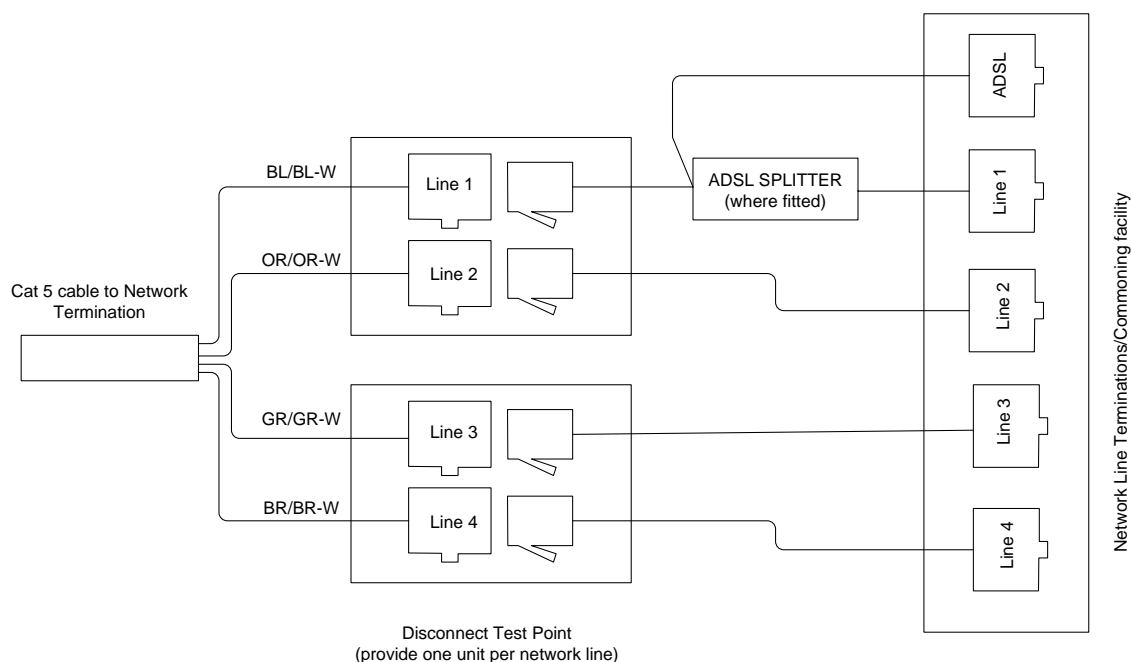 ADSL
BL/BL-W
Line 1
ADSL SPLITTER
(where fitted)
Line 1
OR/OR-W
Line 2
Line 2
Cat 5 cable to Network
Termination
GR/GR-W
Line 3
Line 3
BR/BR-W
Line 4
Line 4
Network Line Terminations/Commoning facility
Disconnect Test Point
(provide one unit per network line)